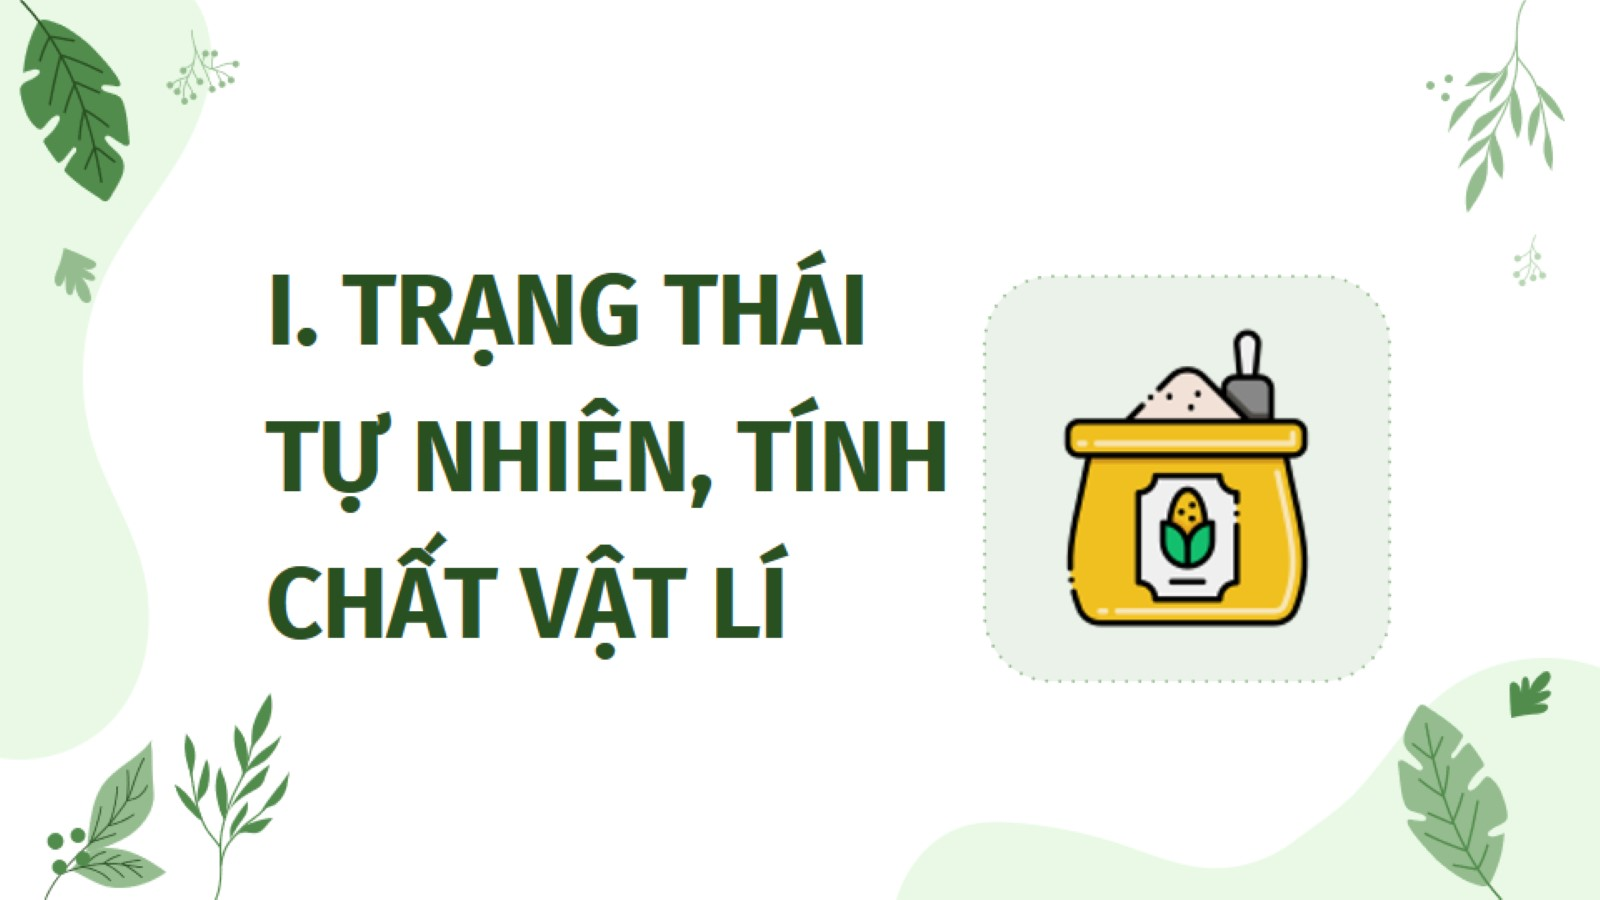 I. TRẠNG THÁI
TỰ NHIÊN, TÍNH
CHẤT VẬT LÍ